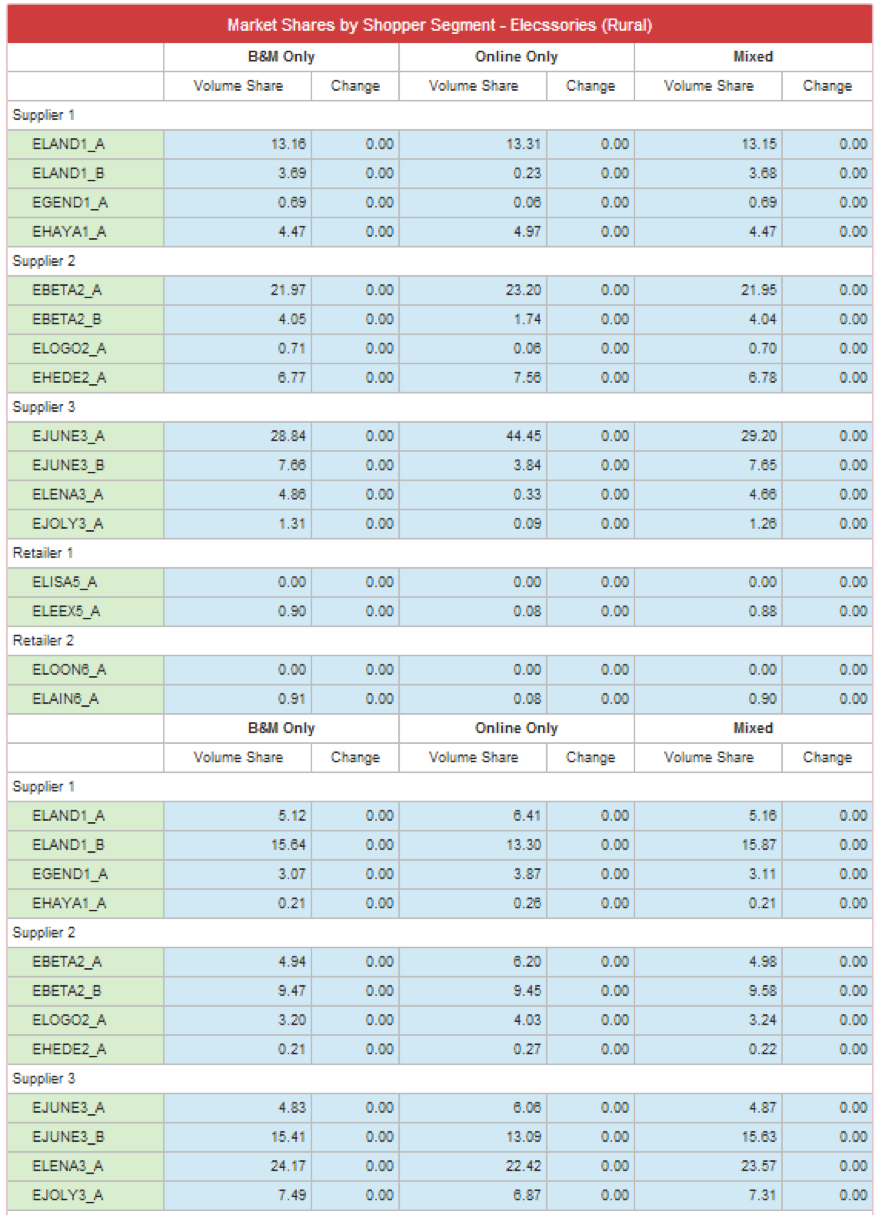 Market Shares by Shopper Segment - Elecssories (Rural)
B&M Only Online Only Mixed
Volume Share Change Volume Share Change Volume Share Change
Supplier 1
ELAND1_A 13.16 0.00 13.31 0.00 13.15 0.00
ELAND1_B 3.69 0.00 0.23 0.00 3.68 0.00
EGEND1_A 0.69 0.00 0.06 0.00 0.69 0.00
EHAYA1_A 4.47 0.00 4.97 0.00 4.47 0.00
Supplier 2
EBETA2_A 21.97 0.00 23.20 0.00 21.95 0.00
EBETA2_B 4.05 0.00 1.74 0.00 4.04 0.00
ELOGO2_A 0.71 0.00 0.06 0.00 0.70 0.00
EHEDE2_A 6.77 0.00 7.56 0.00 6.78 0.00
Supplier 3
EJUNE3_A 28.84 0.00 44.45 0.00 29.20 0.00
EJUNE3_B 7.66 0.00 3.84 0.00 7.65 0.00
ELENA3_A 4.86 0.00 0.33 0.00 4.66 0.00
EJOLY3_A 1.31 0.00 0.09 0.00 1.26 0.00
Retailer 1
ELISA5_A 0.00 0.00 0.00 0.00 0.00 0.00
ELEEX5_A 0.90 0.00 0.08 0.00 0.88 0.00
Retailer 2
ELOON6_A 0.00 0.00 0.00 0.00 0.00 0.00
ELAIN6_A 0.91 0.00 0.08 0.00 0.90 0.00
B&M Only Online Only Mixed
Volume Share Change Volume Share Change Volume Share Change
Supplier 1
ELAND1_A 5.12 0.00 6.41 0.00 5.16 0.00
ELAND1_B 15.64 0.00 13.30 0.00 15.87 0.00
EGEND1_A 3.07 0.00 3.87 0.00 3.11 0.00
EHAYA1_A 0.21 0.00 0.26 0.00 0.21 0.00
Supplier 2
EBETA2_A 4.94 0.00 6.20 0.00 4.98 0.00
EBETA2_B 9.47 0.00 9.45 0.00 9.58 0.00
ELOGO2_A 3.20 0.00 4.03 0.00 3.24 0.00
EHEDE2_A 0.21 0.00 0.27 0.00 0.22 0.00
Supplier 3
EJUNE3_A 4.83 0.00 6.06 0.00 4.87 0.00
EJUNE3_B 15.41 0.00 13.09 0.00 15.63 0.00
ELENA3_A 24.17 0.00 22.42 0.00 23.57 0.00
EJOLY3_A 7.49 0.00 6.87 0.00 7.31 0.00